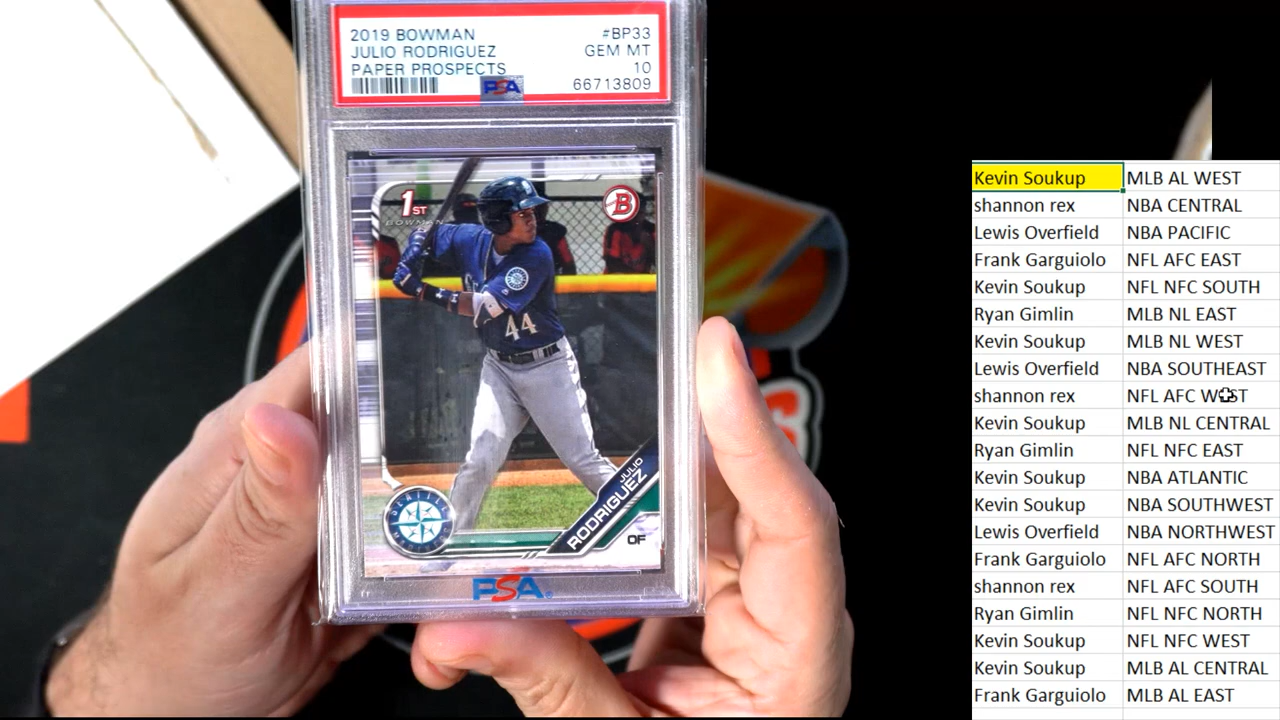 2019 BOWMAN #BP33
JULIO RODRIGUEZ GEM MT
PAPER PROSPECTS 10
PSA 66713809
1ST
BOWMAN
B
44
SEATTLE
MARINERS
JULIO
RODRIGUEZ
OF
PSA
Kevin Soukup MLB AL WEST
shannon rex NBA CENTRAL
Lewis Overfield NBA PACIFIC
Frank Garguiolo NFL AFC EAST
Kevin Soukup NFL NFC SOUTH
Ryan Gimlin MLB NL EAST
Kevin Soukup MLB NL WEST
Lewis Overfield NBA SOUTHEAST
shannon rex NFL AFC WEST
Kevin Soukup MLB NL CENTRAL
Ryan Gimlin NFL NFC EAST
Kevin Soukup NBA ATLANTIC
Kevin Soukup NBA SOUTHWEST
Lewis Overfield NBA NORTHWEST
Frank Garguiolo NFL AFC NORTH
shannon rex NFL AFC SOUTH
Ryan Gimlin NFL NFC NORTH
Kevin Soukup NFL NFC WEST
Kevin Soukup MLB AL CENTRAL
Frank Garguiolo MLB AL EAST